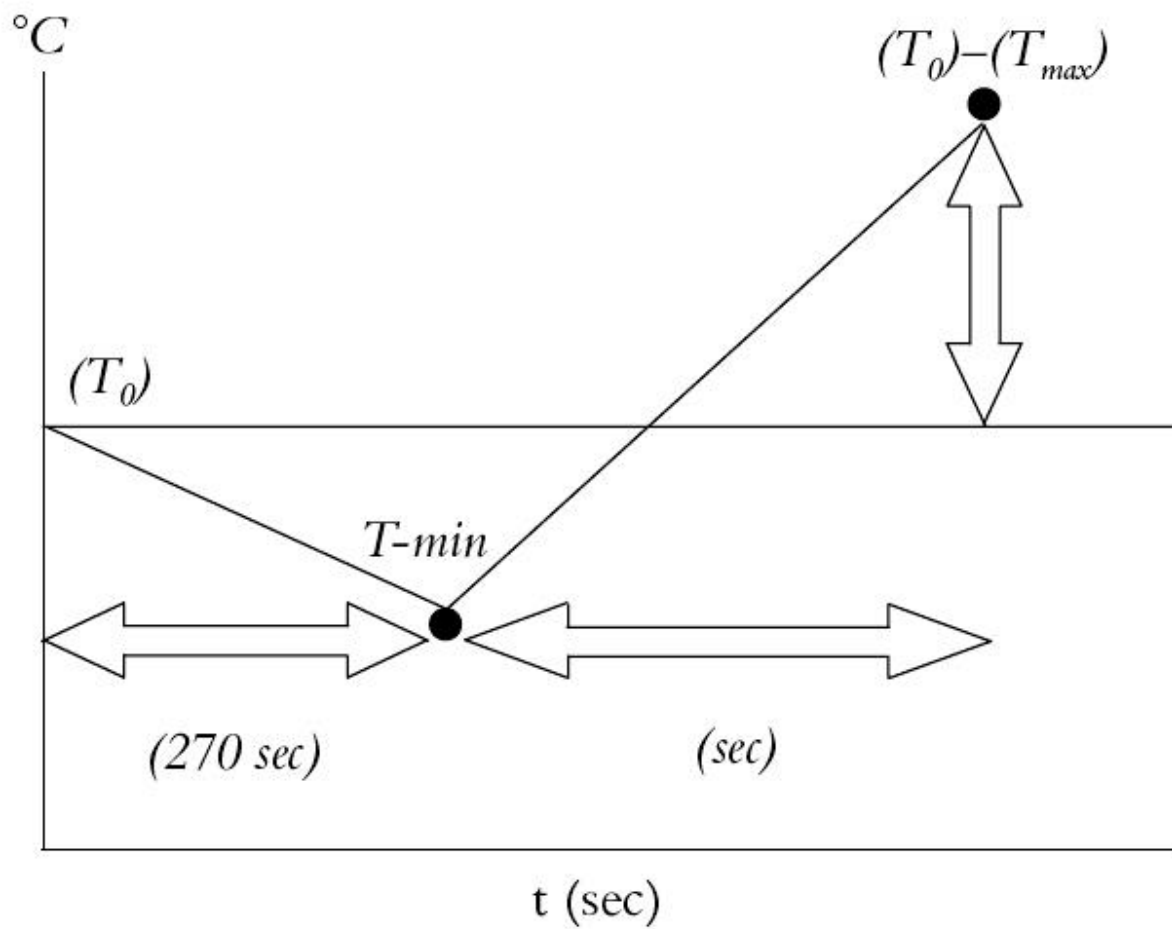 °C
(T₀)–(Tₘₐₓ)
(T₀)
T-min
(270 sec)
(sec)
t (sec)